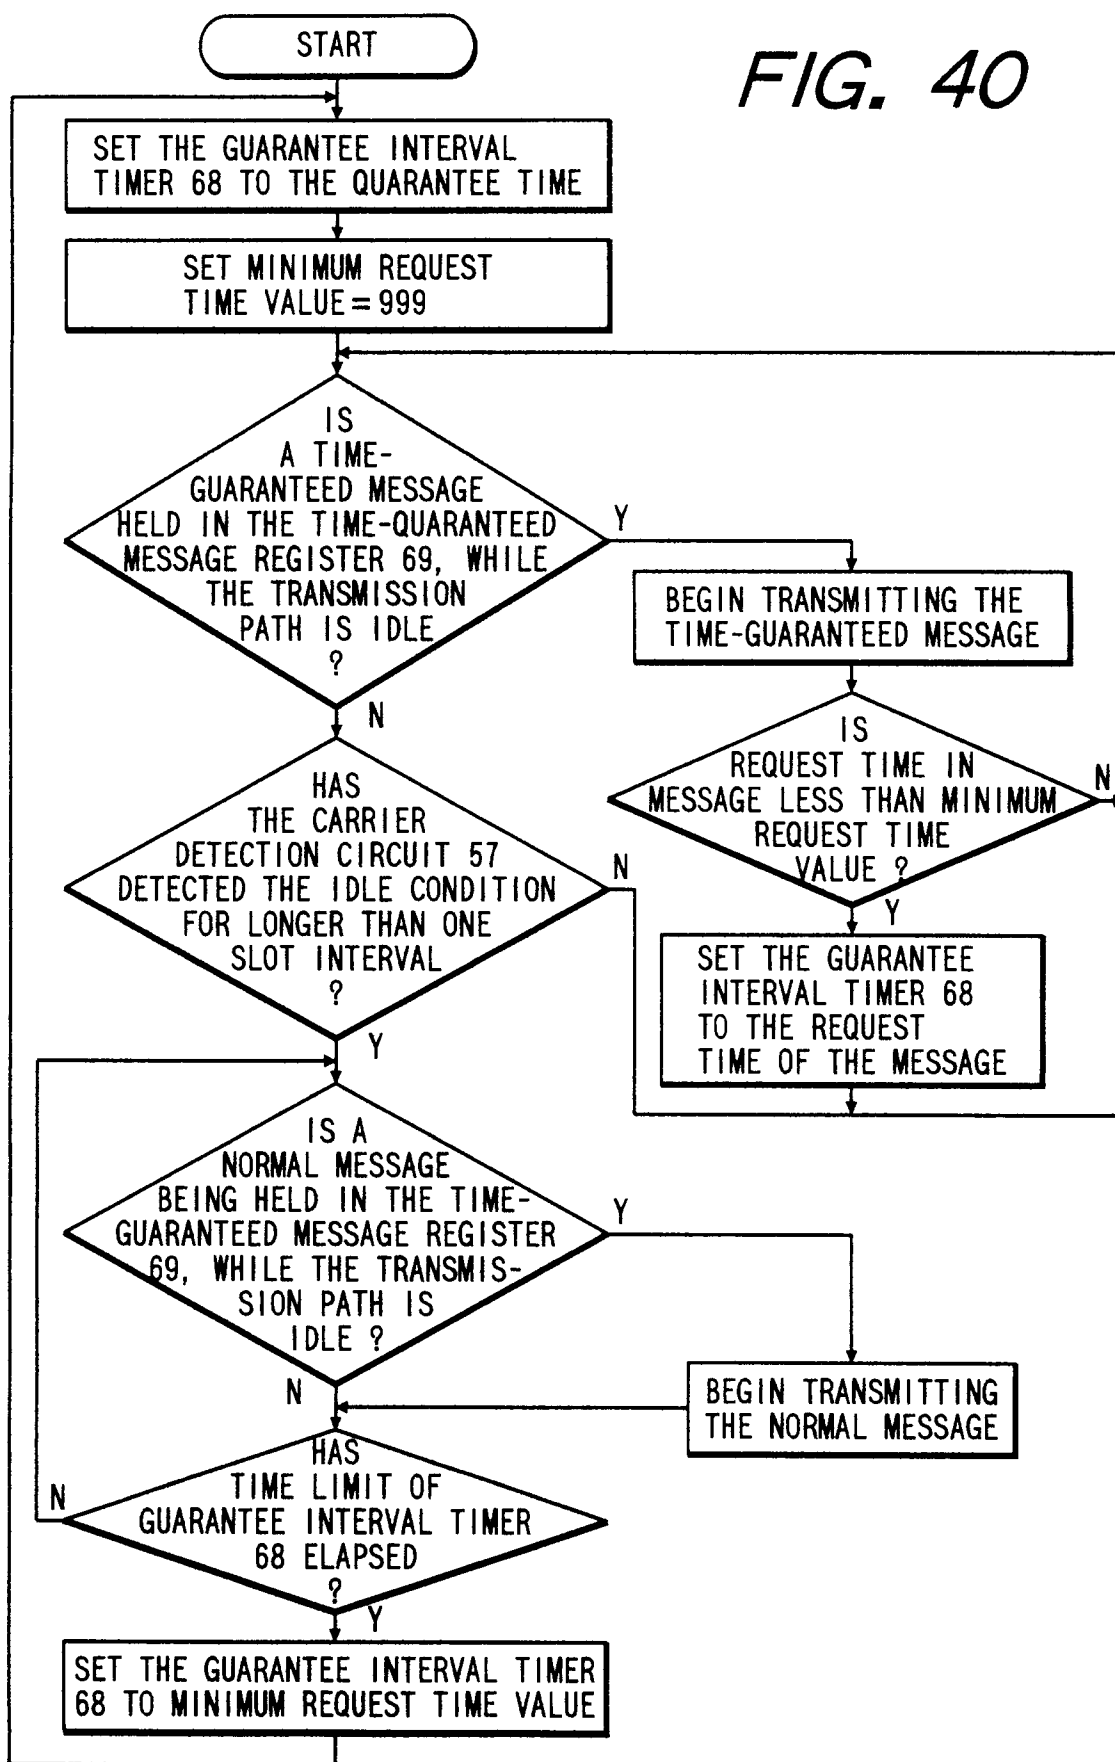 START
FIG. 40
SET THE GUARANTEE INTERVAL
TIMER 68 TO THE QUARANTEE TIME
SET MINIMUM REQUEST
TIME VALUE=999
IS
A TIME-
GUARANTEED MESSAGE
HELD IN THE TIME-QUARANTEED
MESSAGE REGISTER 69, WHILE
THE TRANSMISSION
PATH IS IDLE
?
Y
N
BEGIN TRANSMITTING THE
TIME-GUARANTEED MESSAGE
IS
REQUEST TIME IN
MESSAGE LESS THAN MINIMUM
REQUEST TIME
VALUE ?
N
Y
SET THE GUARANTEE
INTERVAL TIMER 68
TO THE REQUEST
TIME OF THE MESSAGE
HAS
THE CARRIER
DETECTION CIRCUIT 57
DETECTED THE IDLE CONDITION
FOR LONGER THAN ONE
SLOT INTERVAL
?
N
Y
IS A
NORMAL MESSAGE
BEING HELD IN THE TIME-
GUARANTEED MESSAGE REGISTER
69, WHILE THE TRANSMIS-
SION PATH IS
IDLE ?
Y
N
BEGIN TRANSMITTING
THE NORMAL MESSAGE
HAS
TIME LIMIT OF
GUARANTEE INTERVAL TIMER
68 ELAPSED
?
N
Y
SET THE GUARANTEE INTERVAL TIMER
68 TO MINIMUM REQUEST TIME VALUE